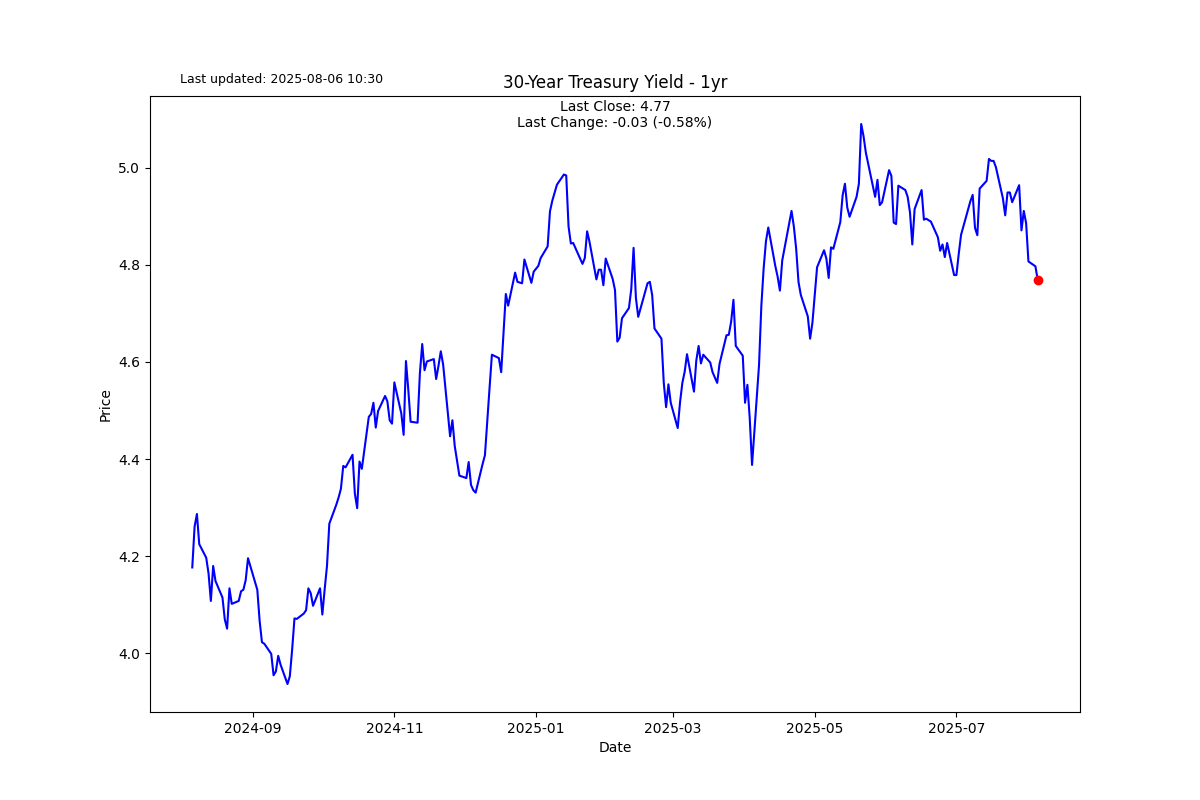 Last updated: 2025-08-06 10:30
30-Year Treasury Yield - 1yr
Last Close: 4.77
Last Change: -0.03 (-0.58%)
Price
5.0
4.8
4.6
4.4
4.2
4.0
2024-09
2024-11
2025-01
2025-03
2025-05
2025-07
Date